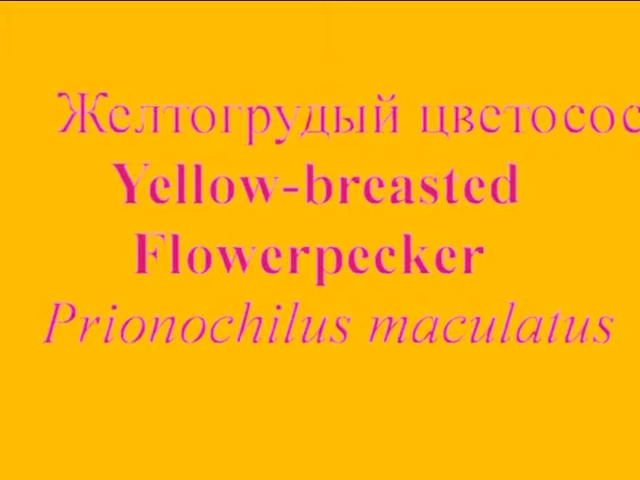 Желтогрудый цветосос
Yellow-breasted
Flowerpecker
Prionochilus maculatus